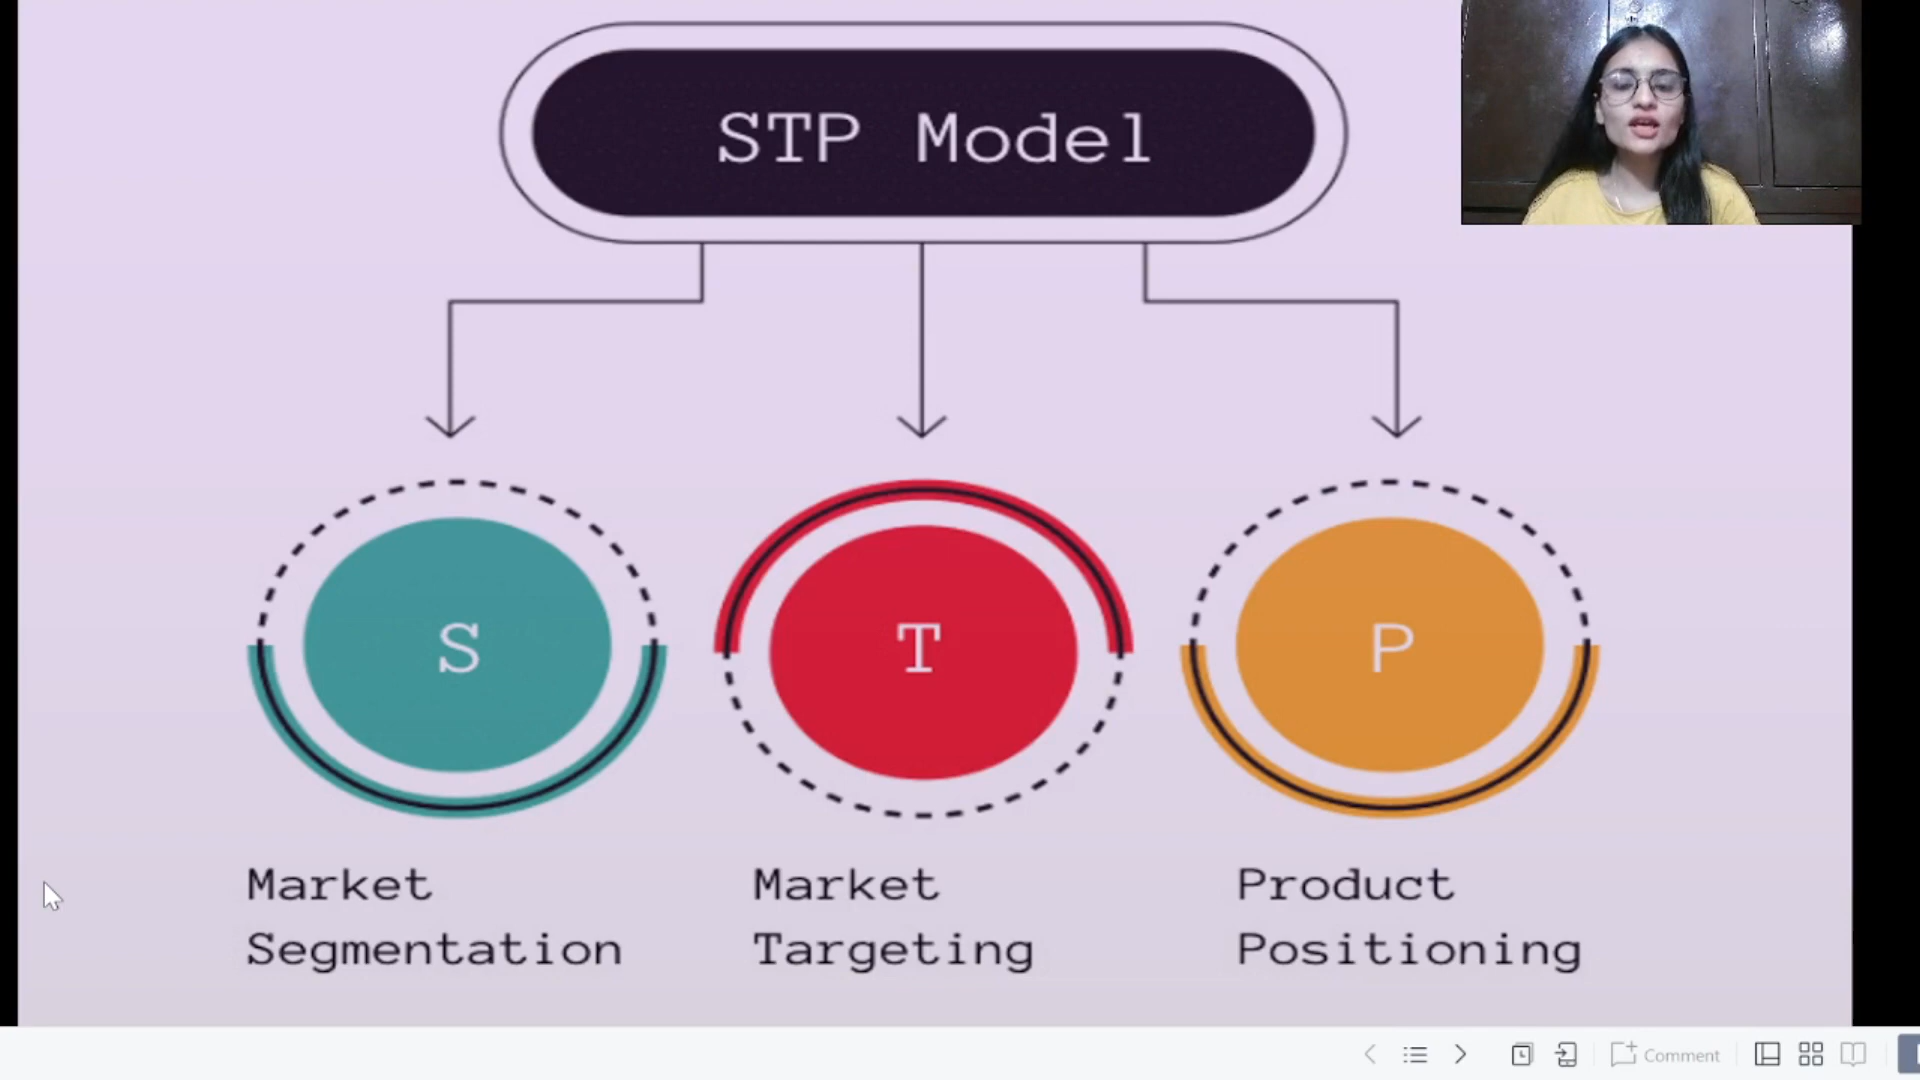 STP Model
S
T
P
Market
Segmentation
Market
Targeting
Product
Positioning
Comment